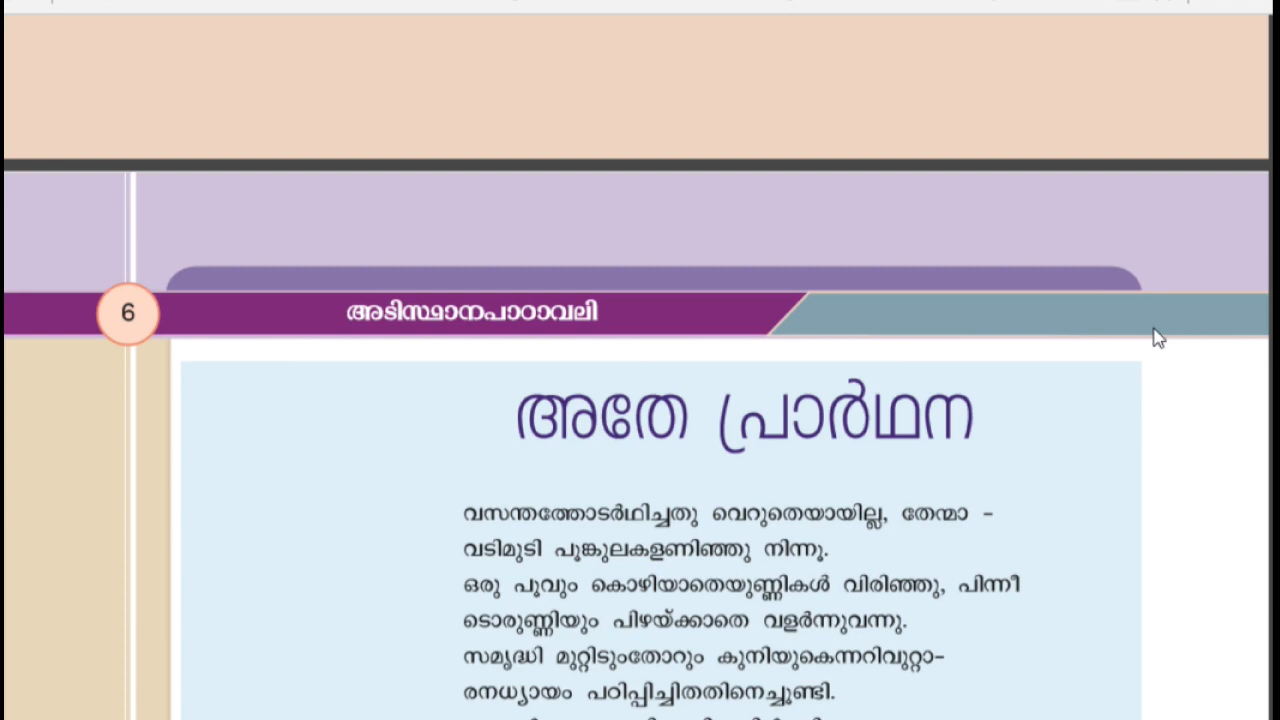 6
അടിസ്ഥാനപാഠാവലി
അതേ പ്രാർഥന
വസന്തത്തോടർഥിച്ചതു വെറുതെയായില്ല, തേന്മാ -
വടിമുടി പൂങ്കുലകളണിഞ്ഞു നിന്നൂ.
ഒരു പൂവും കൊഴിയാതെയുണ്ണികൾ വിരിഞ്ഞു, പിന്നീ
ടൊരുണ്ണിയും പിഴയ്ക്കാതെ വളർന്നുവന്നു.
സമൃദ്ധി മുറ്റിടുംതോറും കുനിയുകെന്നറിവുറ്റാ-
രനധ്യായം പഠിപ്പിച്ചിതതിനെച്ചൂണ്ടി.